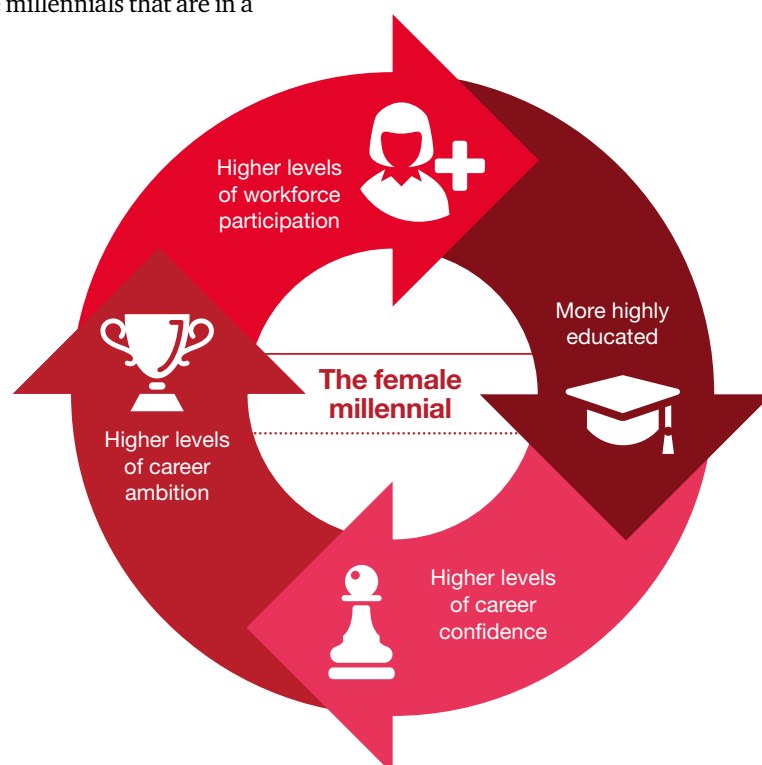 millennials that are in a
Higher levels
of workforce
participation
More highly
educated
The female
millennial
Higher levels
of career
ambition
Higher levels
of career
confidence